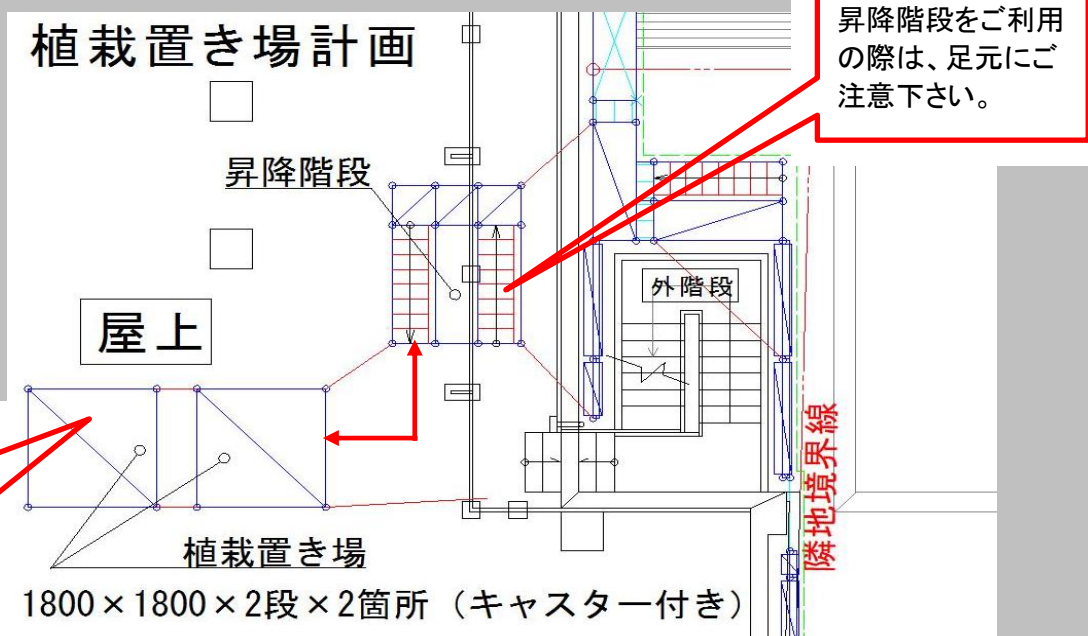 植栽置き場計画
昇降階段をご利用
の際は、足元にご
注意下さい。
昇降階段
外階段
屋上
隣地境界線
植栽置き場
1800×1800×2段×2箇所（キャスター付き）